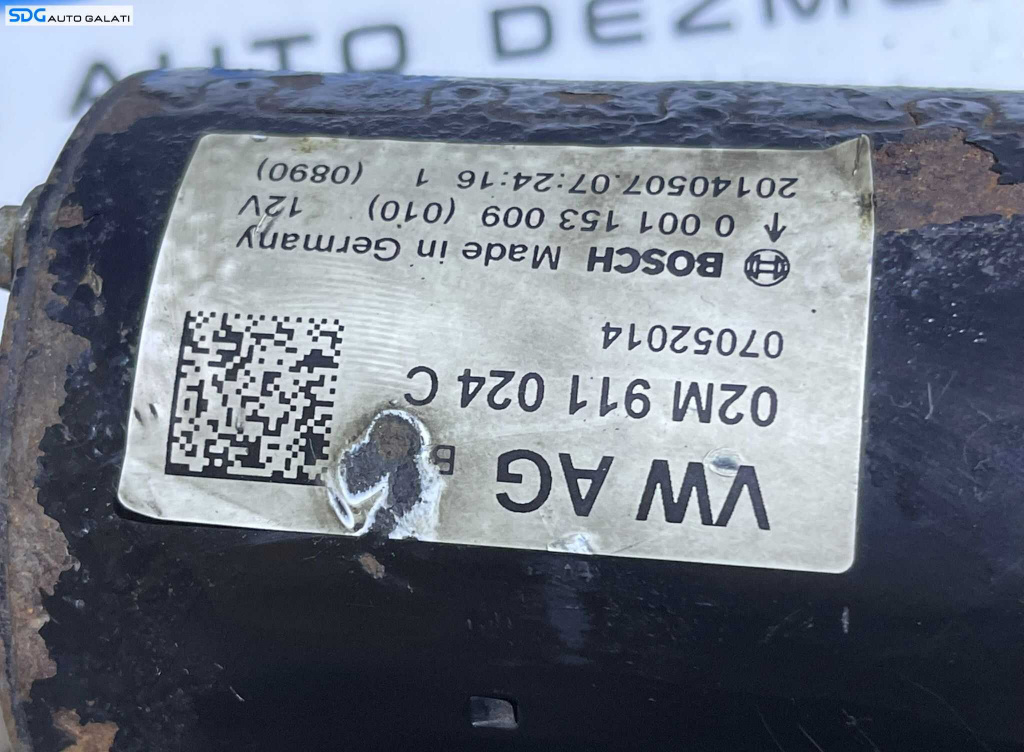 SDG AUTO GALATI
AUTO DEZME
VW AG
B
02M 911 024 C
07052014
BOSCH Made in Germany
↑ 0 001 153 009 (010) 12V
20140507.07:24:16 1 (0890)